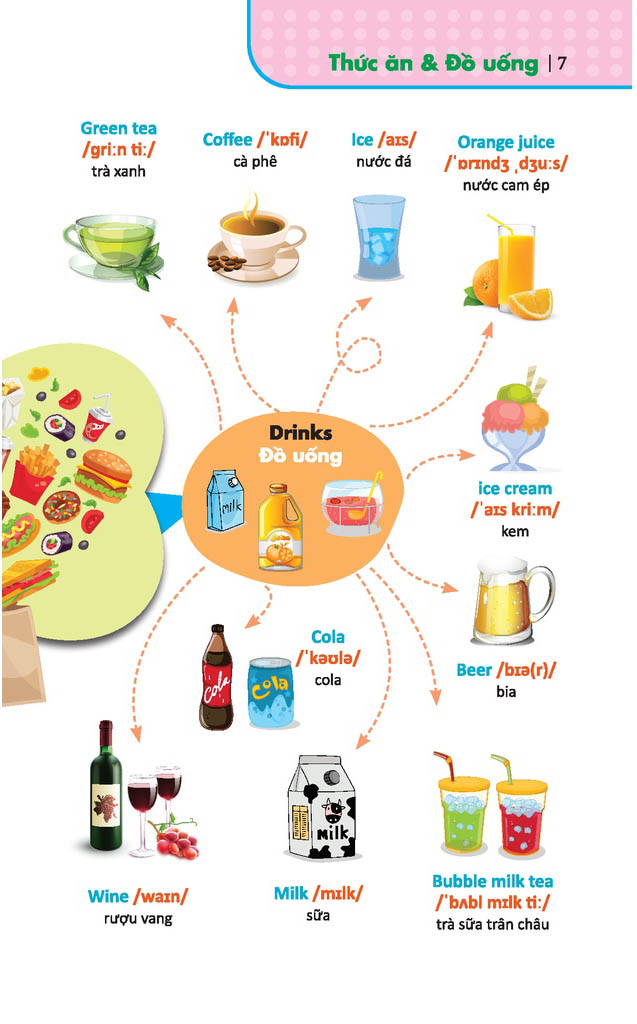 Thức ăn & Đồ uống | 7
Green tea
/ɡriːn tiː/
trà xanh
Coffee /ˈkɒfi/
cà phê
Ice /aɪs/
nước đá
Orange juice
/ˈɒrɪndʒ ˌdʒuːs/
nước cam ép
Drinks
Đồ uống
milk
ice cream
/ˈaɪs kriːm/
kem
Beer /bɪə(r)/
bia
Cola
/ˈkəʊlə/
cola
Cola
Cola
MiLK
Wine /waɪn/
rượu vang
Milk /mɪlk/
sữa
Bubble milk tea
/ˈbʌbl mɪlk tiː/
trà sữa trân châu